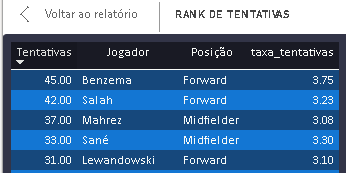 Voltar ao relatório RANK DE TENTATIVAS
Tentativas Jogador Posição taxa_tentativas
45.00 Benzema Forward 3.75
42.00 Salah Forward 3.23
37.00 Mahrez Midfielder 3.08
33.00 Sané Midfielder 3.30
31.00 Lewandowski Forward 3.10